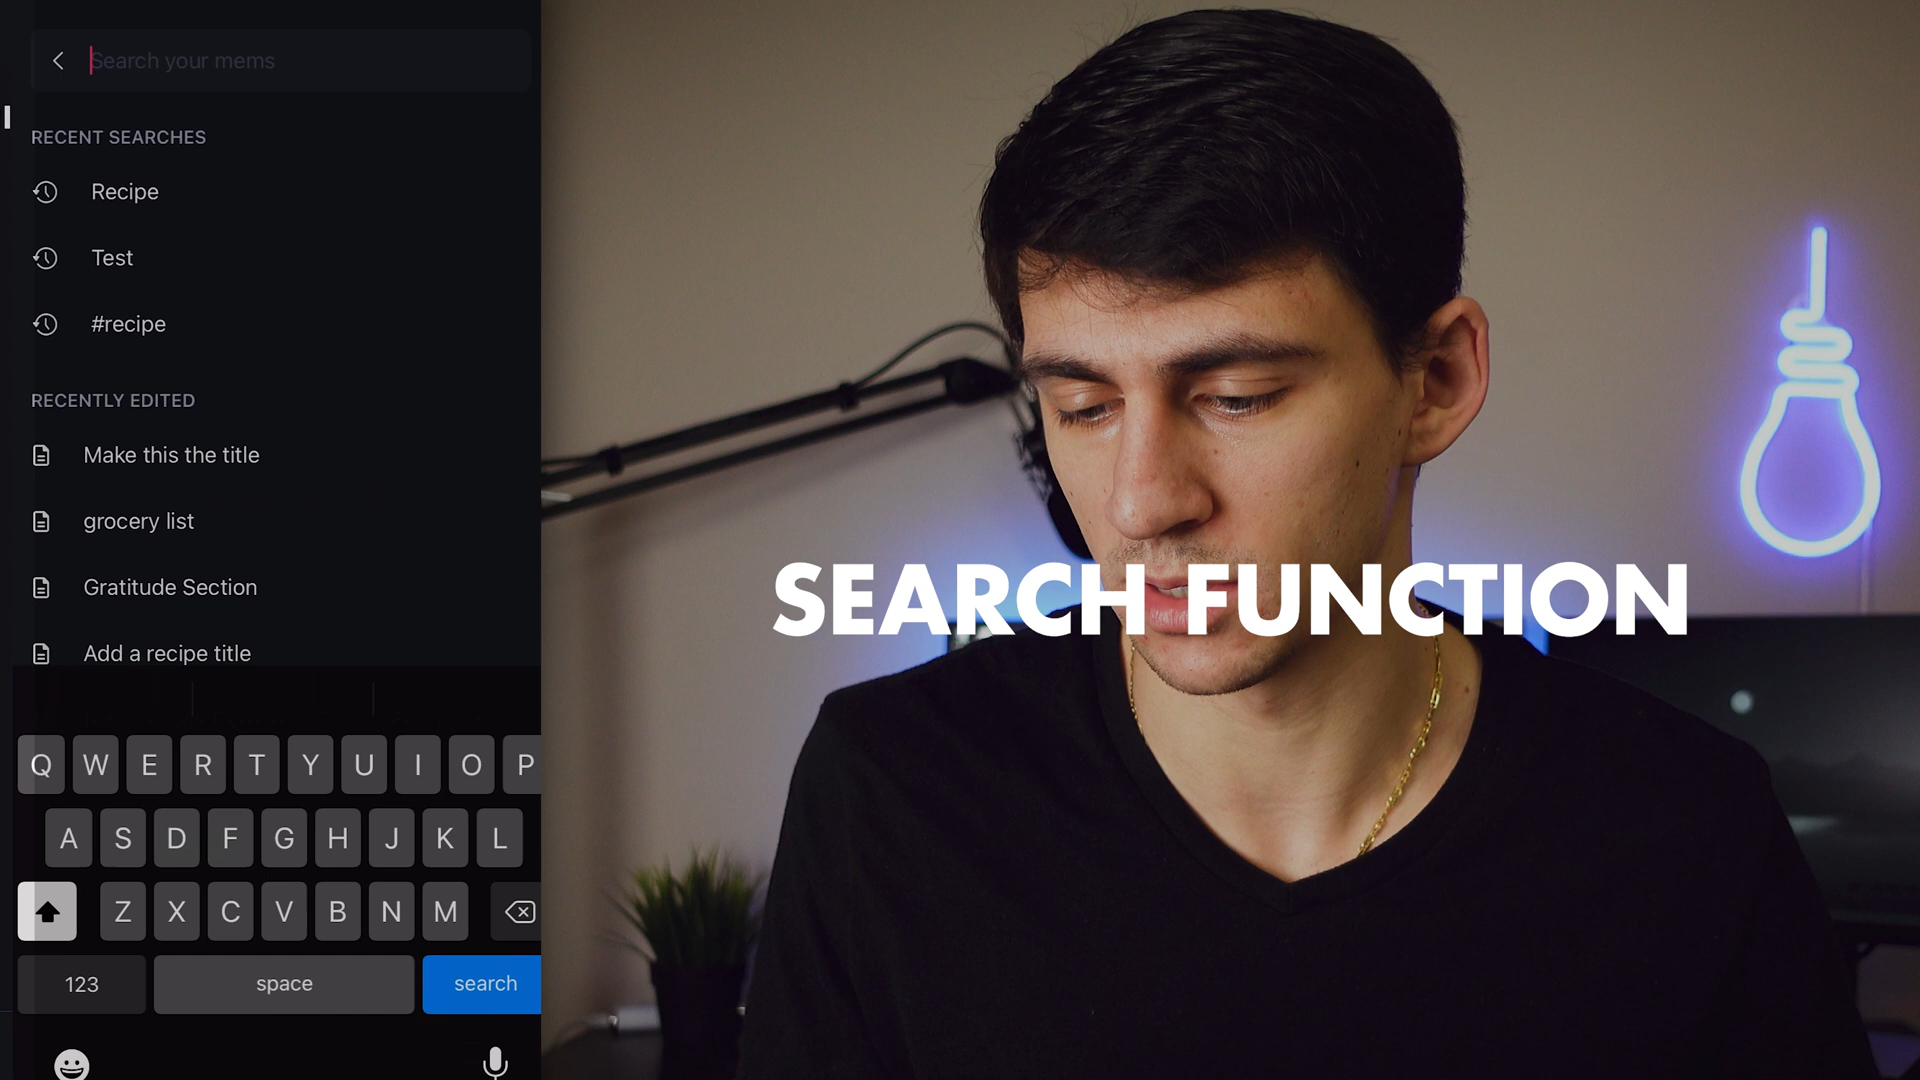 Search your mems
RECENT SEARCHES
Recipe
Test
#recipe
RECENTLY EDITED
Make this the title
grocery list
Gratitude Section
Add a recipe title
Q W E R T Y U I O P
A S D F G H J K L
Z X C V B N M
123 space search
SEARCH FUNCTION